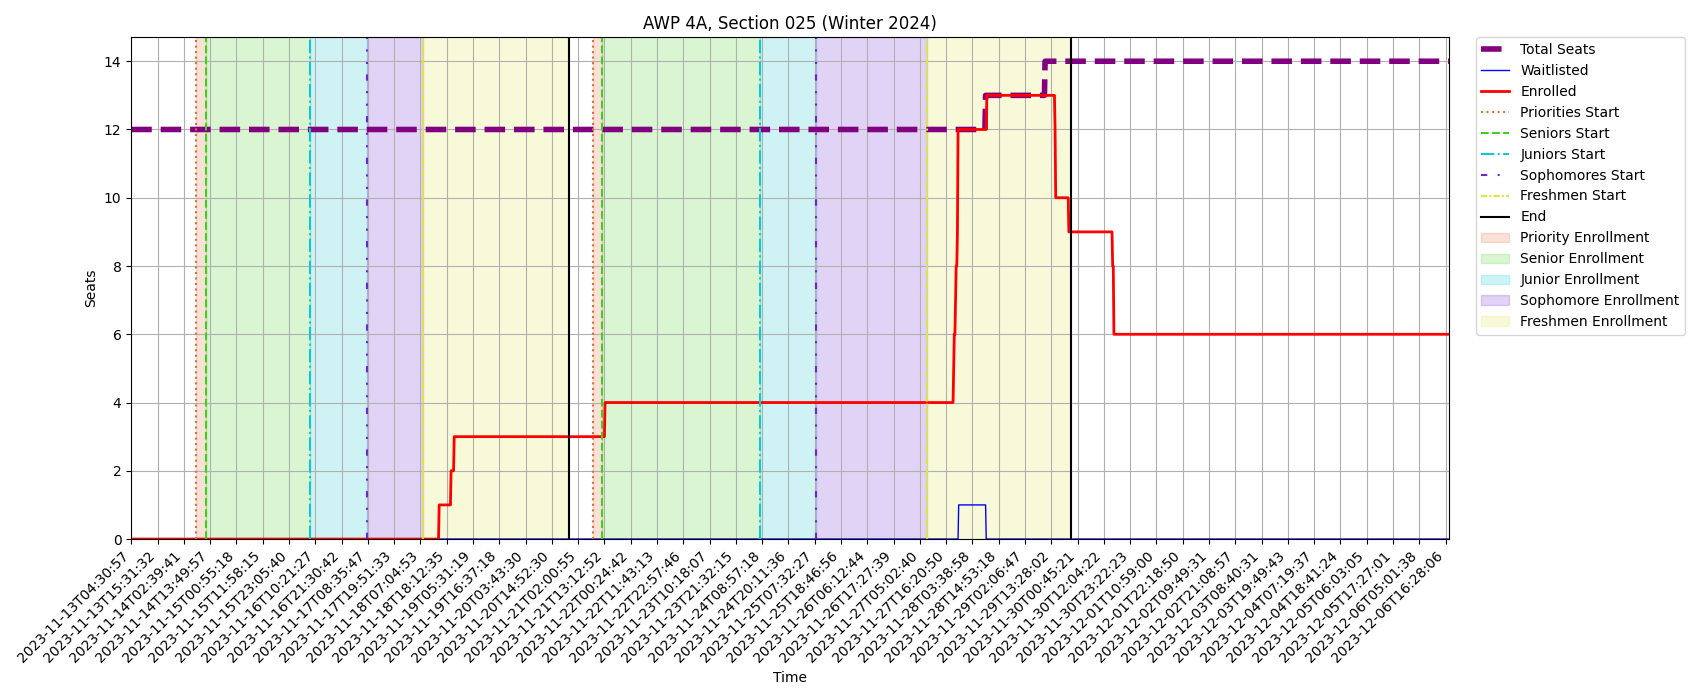 AWP 4A, Section 025 (Winter 2024)
Seats
14
12
10
8
6
4
2
0
2023-11-13T04:30:57
2023-11-13T15:31:32
2023-11-14T02:39:41
2023-11-14T13:49:57
2023-11-15T00:55:18
2023-11-15T11:58:15
2023-11-15T23:05:40
2023-11-16T10:21:27
2023-11-16T21:30:42
2023-11-17T08:35:47
2023-11-17T19:51:33
2023-11-18T07:04:53
2023-11-18T18:12:35
2023-11-19T05:31:19
2023-11-19T16:37:18
2023-11-20T03:43:30
2023-11-20T14:52:30
2023-11-21T02:00:55
2023-11-21T13:12:52
2023-11-22T00:24:42
2023-11-22T11:43:13
2023-11-22T22:57:46
2023-11-23T10:18:07
2023-11-23T21:32:15
2023-11-24T08:57:18
2023-11-24T20:11:36
2023-11-25T07:32:27
2023-11-25T18:46:56
2023-11-26T06:12:44
2023-11-26T17:27:39
2023-11-27T05:02:40
2023-11-27T16:20:50
2023-11-28T03:38:58
2023-11-28T14:53:18
2023-11-29T02:06:47
2023-11-29T13:28:02
2023-11-30T00:45:21
2023-11-30T12:04:22
2023-11-30T23:22:23
2023-12-01T10:59:00
2023-12-01T22:18:50
2023-12-02T09:49:31
2023-12-02T21:08:57
2023-12-03T08:40:31
2023-12-03T19:49:43
2023-12-04T07:19:37
2023-12-04T18:41:24
2023-12-05T06:03:05
2023-12-05T17:27:01
2023-12-06T05:01:38
2023-12-06T16:28:06
Time
Total Seats
Waitlisted
Enrolled
Priorities Start
Seniors Start
Juniors Start
Sophomores Start
Freshmen Start
End
Priority Enrollment
Senior Enrollment
Junior Enrollment
Sophomore Enrollment
Freshmen Enrollment